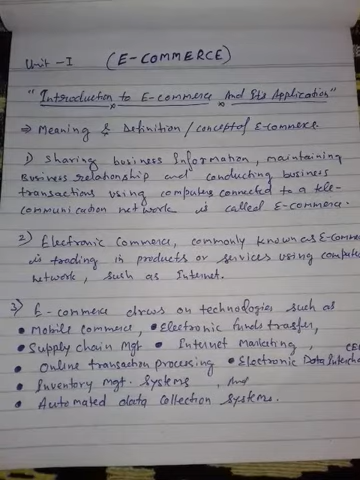 Unit - I (E-COMMERCE)
"Introduction to E-commerce And Its Application"
⇒ Meaning & Definition / concept of E-commerce.
1) Sharing business Information, maintaining
Business relationship and conducting business
transactions using computers connected to a tele-
communication network is called E-commerce.
2) Electronic Commerce, commonly known as E-comme
is trading in products or services using compute
network, such as Internet.
3) E-commerce draws on technologies such as
• Mobile commerce, • Electronic funds transfer,
• Supply chain Mgt • Internet Marketing,
• Online transaction processing • Electronic Data Interchan
• Inventory mgt. systems, And
• Automated data collection systems.